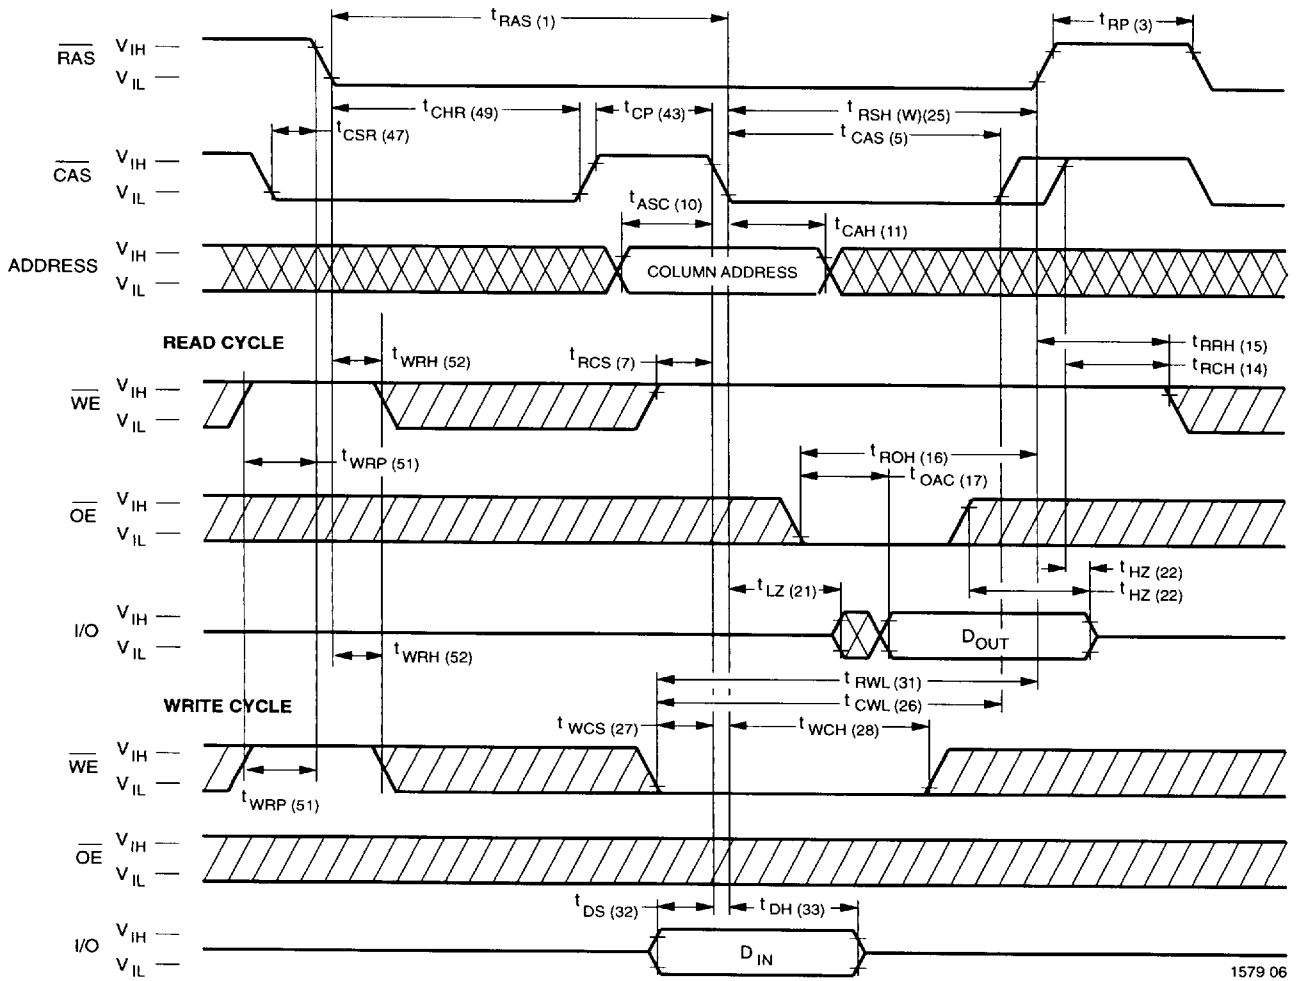 t RAS (1)
t RP (3)
RAS
V IH
V IL
t CHR (49)
t CP (43)
t RSH (W)(25)
t CSR (47)
t CAS (5)
CAS
V IH
V IL
t ASC (10)
t CAH (11)
ADDRESS
V IH
V IL
COLUMN ADDRESS
READ CYCLE
t WRH (52)
t RCS (7)
t RRH (15)
t RCH (14)
WE
V IH
V IL
t WRP (51)
t ROH (16)
t OAC (17)
OE
V IH
V IL
t HZ (22)
t LZ (21)
t HZ (22)
I/O
V IH
V IL
D OUT
t WRH (52)
t RWL (31)
t CWL (26)
WRITE CYCLE
t WCS (27)
t WCH (28)
WE
V IH
V IL
t WRP (51)
OE
V IH
V IL
t DS (32)
t DH (33)
I/O
V IH
V IL
D IN
1579 06